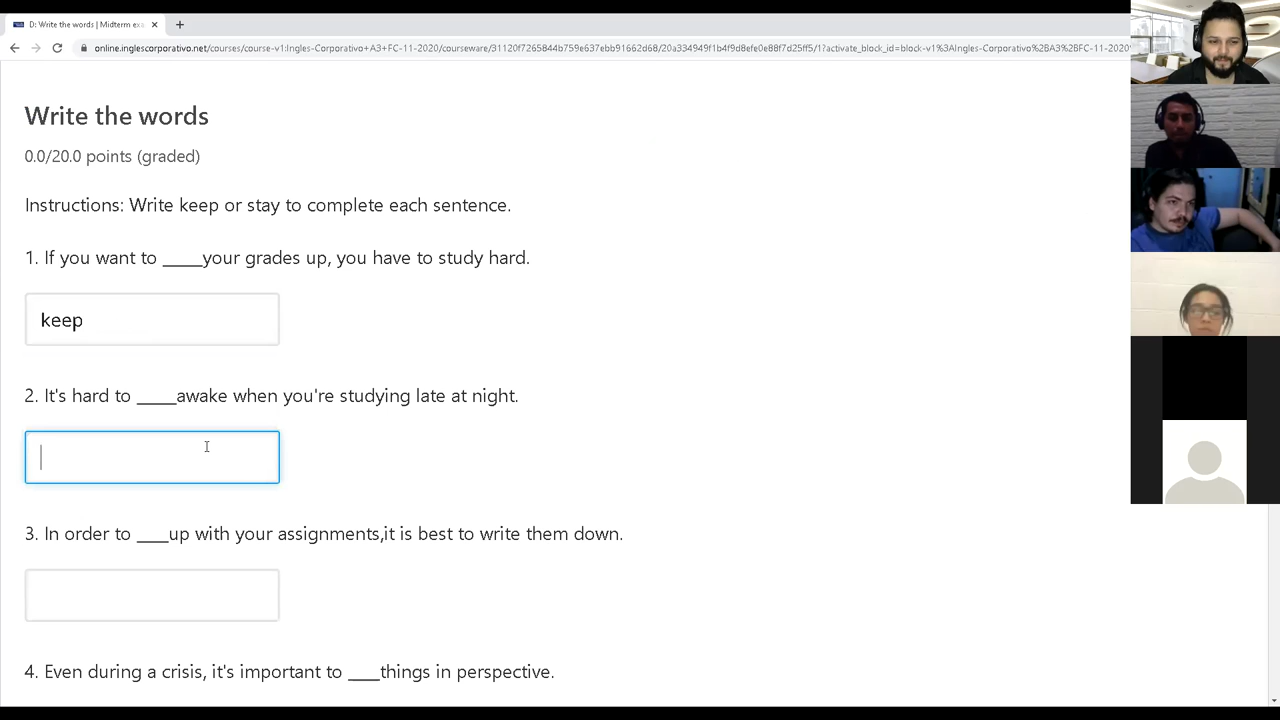 D: Write the words | Midterm exa
online.inglescorporativo.net/courses/course-v1:Ingles-Corporativo+A3+FC-11-2020/courseware/31120f7265844b759e637ebb91662d68/20a334949f1b4f9d8efe0e88f7d25ff5/1?activate_block_id=block-v1%3AIngles-Corporativo%2BA3%2BFC-11-2020
Write the words
0.0/20.0 points (graded)
Instructions: Write keep or stay to complete each sentence.
1. If you want to _____your grades up, you have to study hard.
keep
2. It's hard to _____awake when you're studying late at night.
3. In order to ____up with your assignments,it is best to write them down.
4. Even during a crisis, it's important to ____things in perspective.